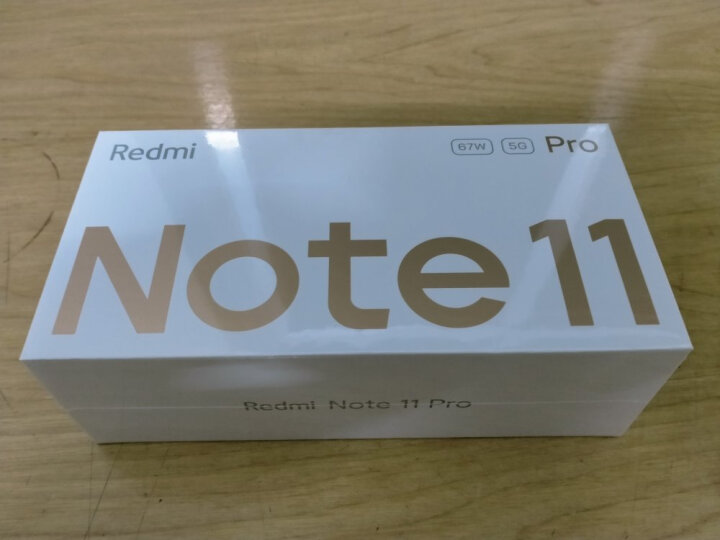 Redmi 67W 5G Pro
Note 11
Redmi Note 11 Pro